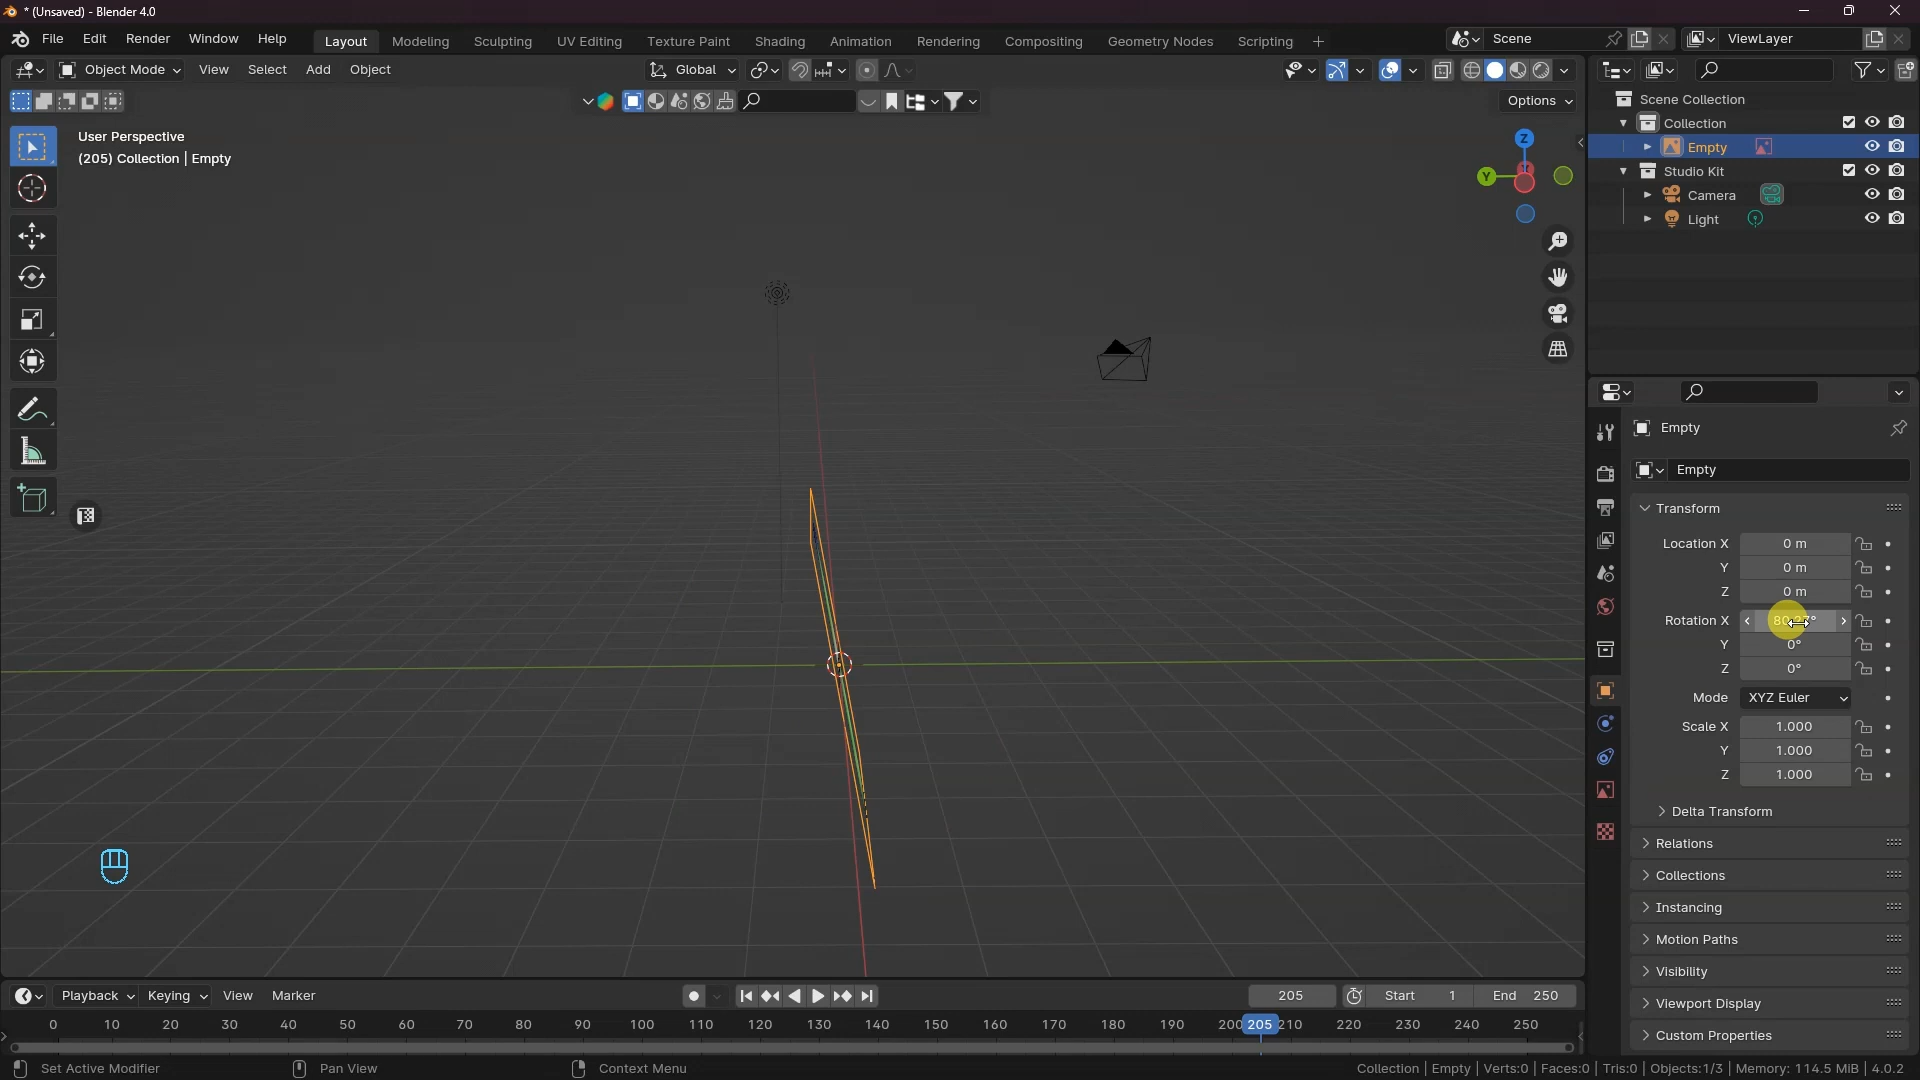 * (Unsaved) - Blender 4.0
File Edit Render Window Help Layout Modeling Sculpting UV Editing Texture Paint Shading Animation Rendering Compositing Geometry Nodes Scripting + Scene ViewLayer
Object Mode View Select Add Object Global
Options
User Perspective
(205) Collection | Empty
Z
Y
Scene Collection
Collection
Empty
Studio Kit
Camera
Light
Empty
Empty
Transform
Location X 0 m
Y 0 m
Z 0 m
Rotation X
Y 0°
Z 0°
Mode XYZ Euler
Scale X 1.000
Y 1.000
Z 1.000
Delta Transform
Relations
Collections
Instancing
Motion Paths
Visibility
Viewport Display
Custom Properties
Playback Keying View Marker 205 Start 1 End 250
0 10 20 30 40 50 60 70 80 90 100 110 120 130 140 150 160 170 180 190 200 205 210 220 230 240 250
Set Active Modifier Pan View Context Menu Collection | Empty | Verts:0 | Faces:0 | Tris:0 | Objects:1/3 | Memory: 114.5 MiB | 4.0.2